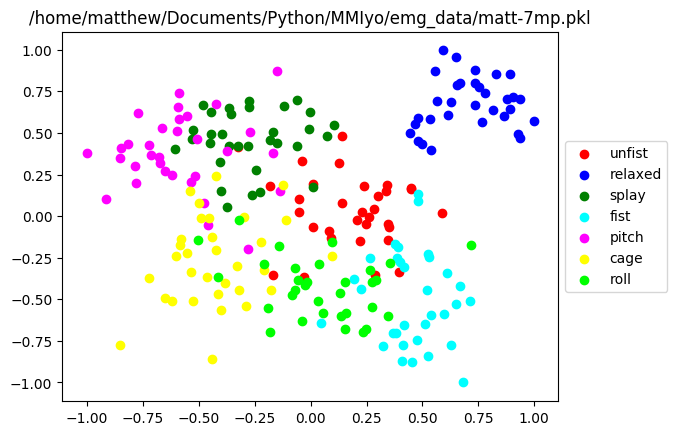 /home/matthew/Documents/Python/MMIyo/emg_data/matt-7mp.pkl
1.00
0.75
0.50
0.25
0.00
−0.25
−0.50
−0.75
−1.00
−1.00 −0.75 −0.50 −0.25 0.00 0.25 0.50 0.75 1.00
unfist
relaxed
splay
fist
pitch
cage
roll